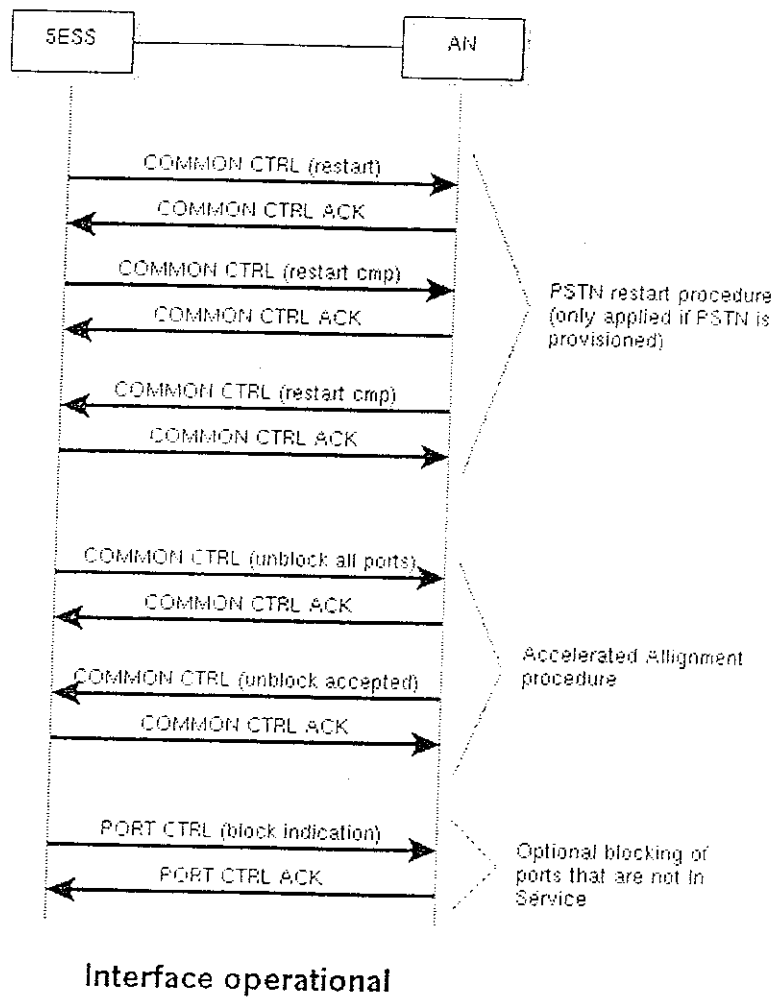 5ESS
AN
COMMON CTRL (restart)
COMMON CTRL ACK
COMMON CTRL (restart cmp)
COMMON CTRL ACK
PSTN restart procedure
(only applied if PSTN is
provisioned)
COMMON CTRL (restart cmp)
COMMON CTRL ACK
COMMON CTRL (unblock all ports)
COMMON CTRL ACK
Accelerated Allignment
procedure
COMMON CTRL (unblock accepted)
COMMON CTRL ACK
PORT CTRL (block indication)
PORT CTRL ACK
Optional blocking of
ports that are not In
Service
Interface operational